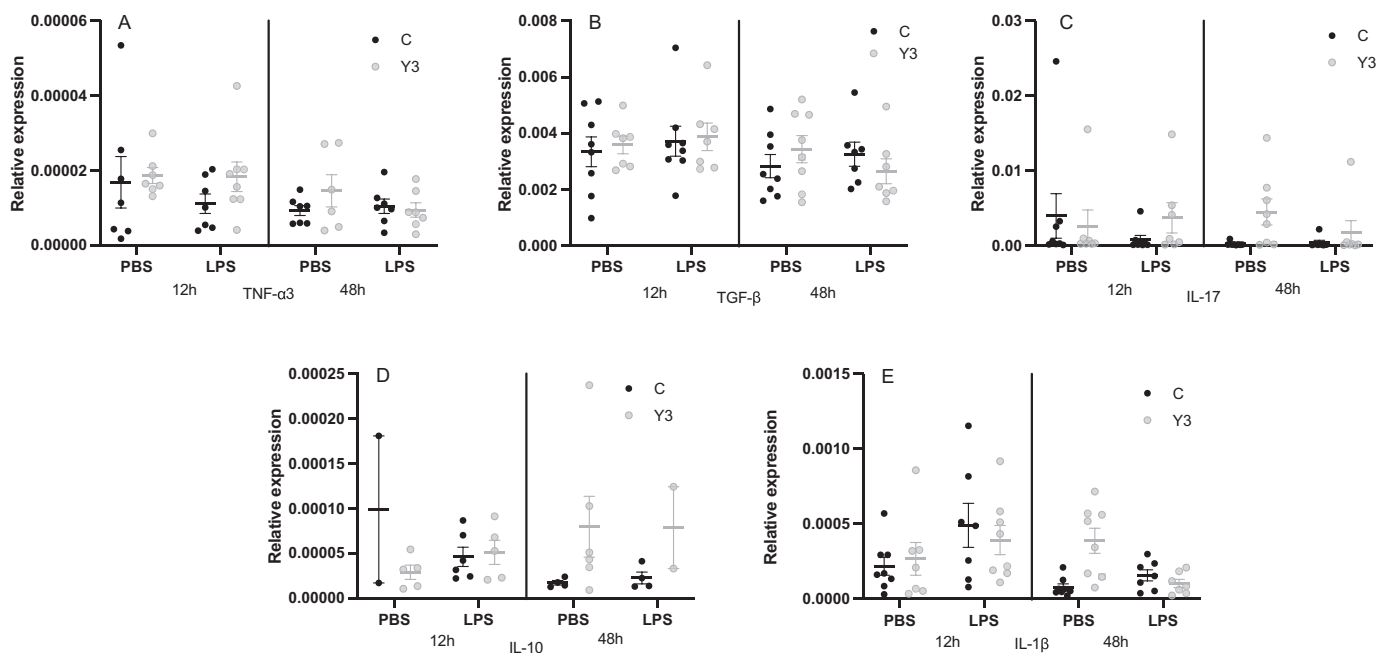 A
Relative expression
0.00006
0.00004
0.00002
0.00000
C
Y3
PBS LPS PBS LPS
12h TNF-α3 48h
B
Relative expression
0.008
0.006
0.004
0.002
0.000
C
Y3
PBS LPS PBS LPS
12h TGF-β 48h
C
Relative expression
0.03
0.02
0.01
0.00
C
Y3
PBS LPS PBS LPS
12h IL-17 48h
D
Relative expression
0.00025
0.00020
0.00015
0.00010
0.00005
0.00000
C
Y3
PBS LPS PBS LPS
12h IL-10 48h
E
Relative expression
0.0015
0.0010
0.0005
0.0000
C
Y3
PBS LPS PBS LPS
12h IL-1β 48h